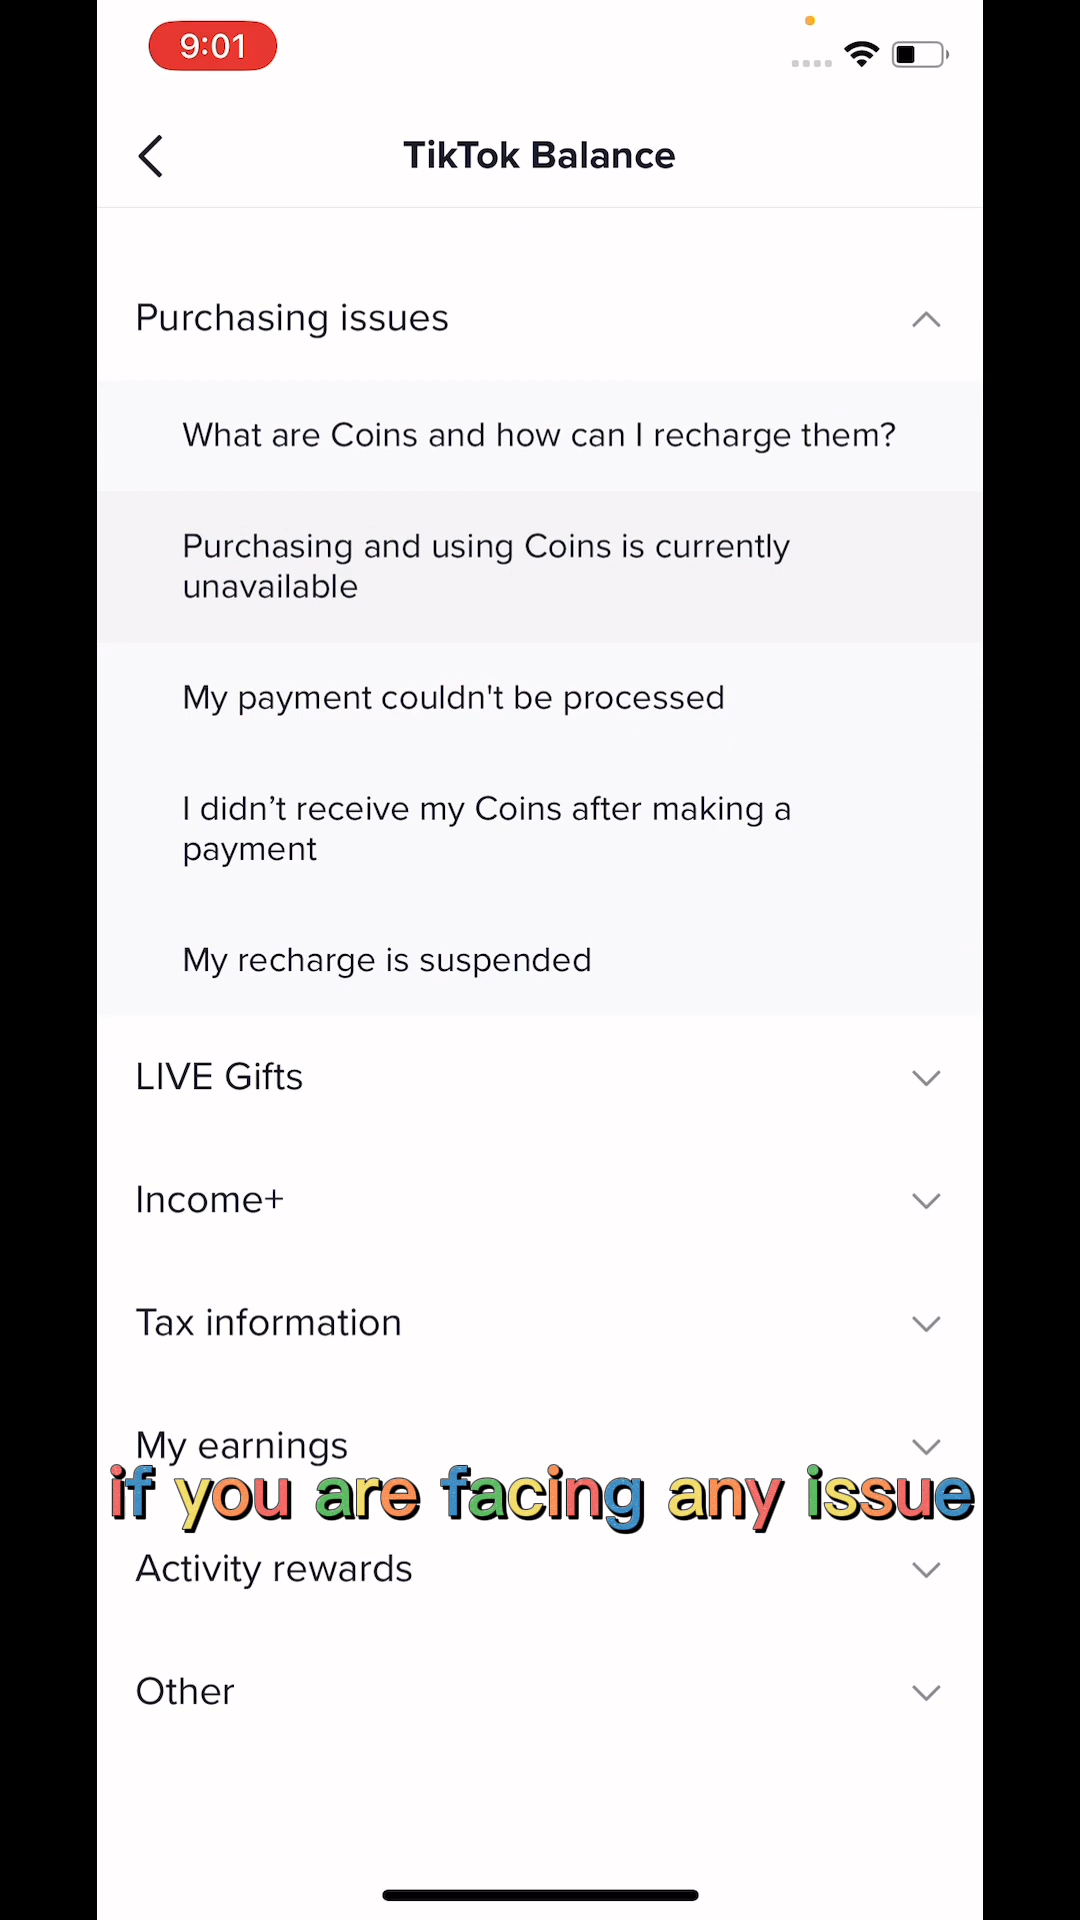 9:01
TikTok Balance
Purchasing issues
What are Coins and how can I recharge them?
Purchasing and using Coins is currently
unavailable
My payment couldn't be processed
I didn’t receive my Coins after making a
payment
My recharge is suspended
LIVE Gifts
Income+
Tax information
My earnings
if you are facing any issue
Activity rewards
Other